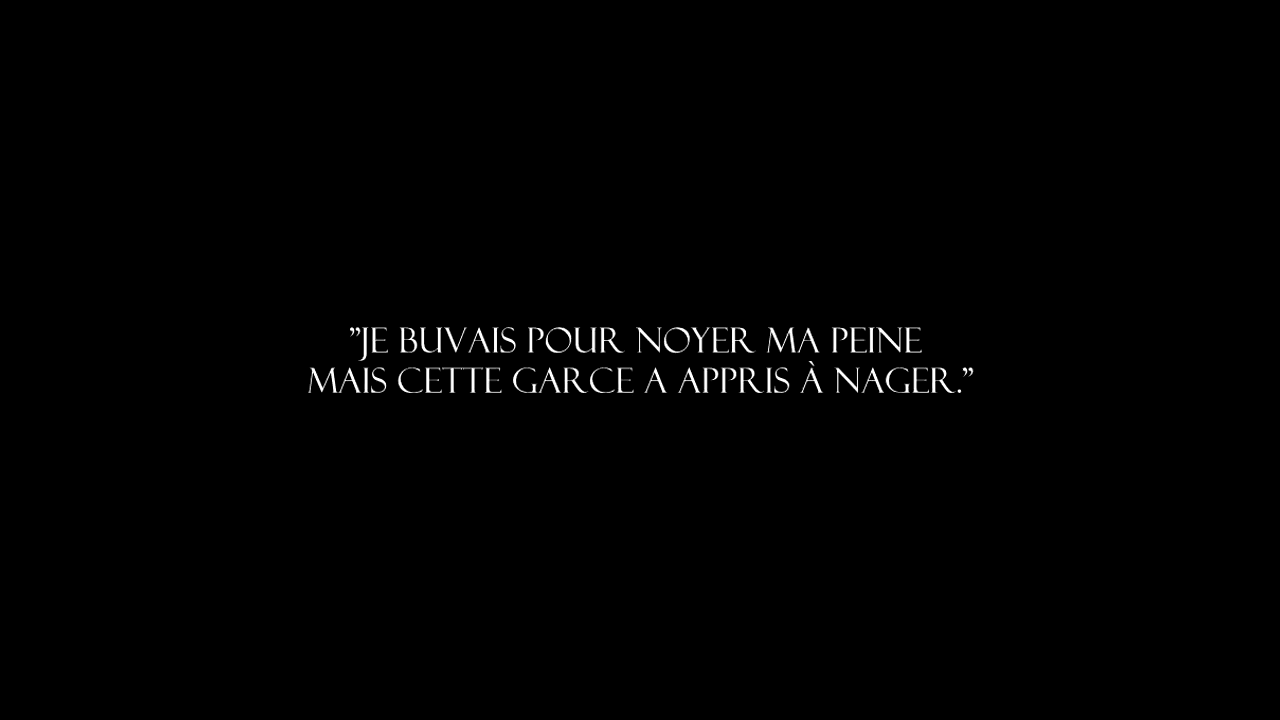 ”JE BUVAIS POUR NOYER MA PEINE
MAIS CETTE GARCE A APPRIS À NAGER.”